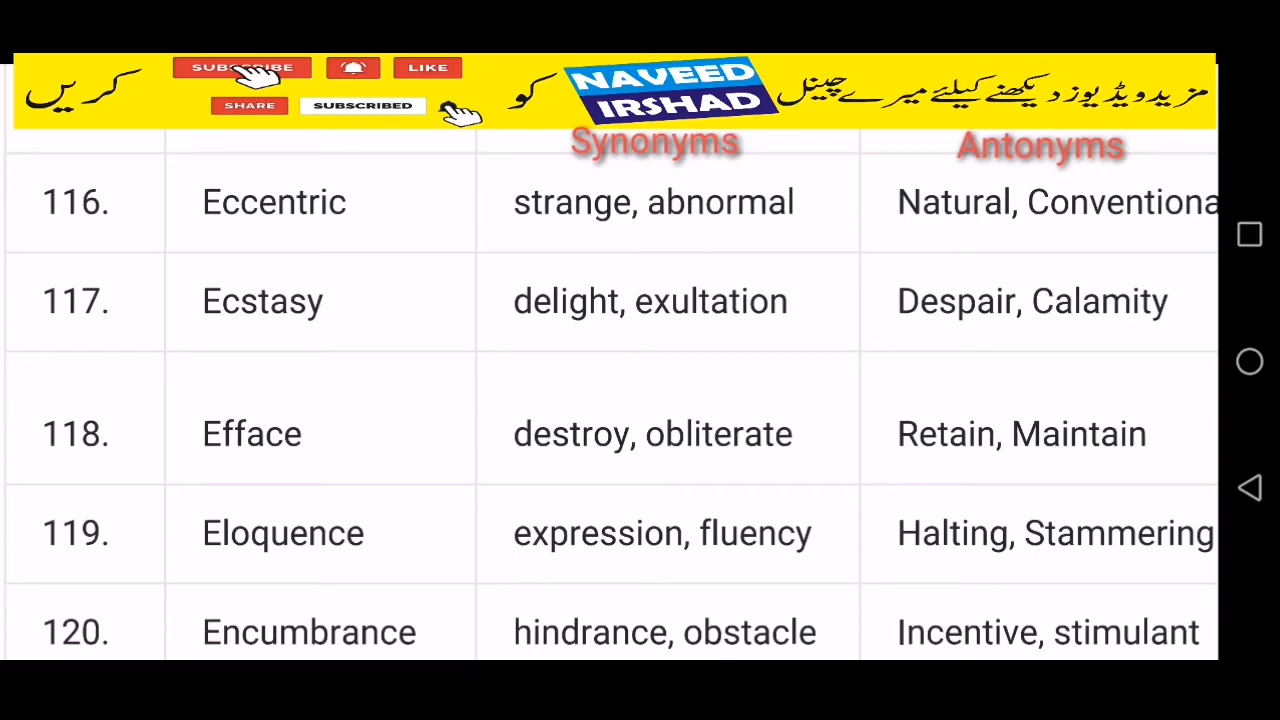 مزید ویڈیوز دیکھنے کیلئے میرے چینل NAVEED IRSHAD کو SUBSCRIBE LIKE کریں
SHARE SUBSCRIBED
Synonyms Antonyms
116. Eccentric strange, abnormal Natural, Conventiona
117. Ecstasy delight, exultation Despair, Calamity
118. Efface destroy, obliterate Retain, Maintain
119. Eloquence expression, fluency Halting, Stammering
120. Encumbrance hindrance, obstacle Incentive, stimulant